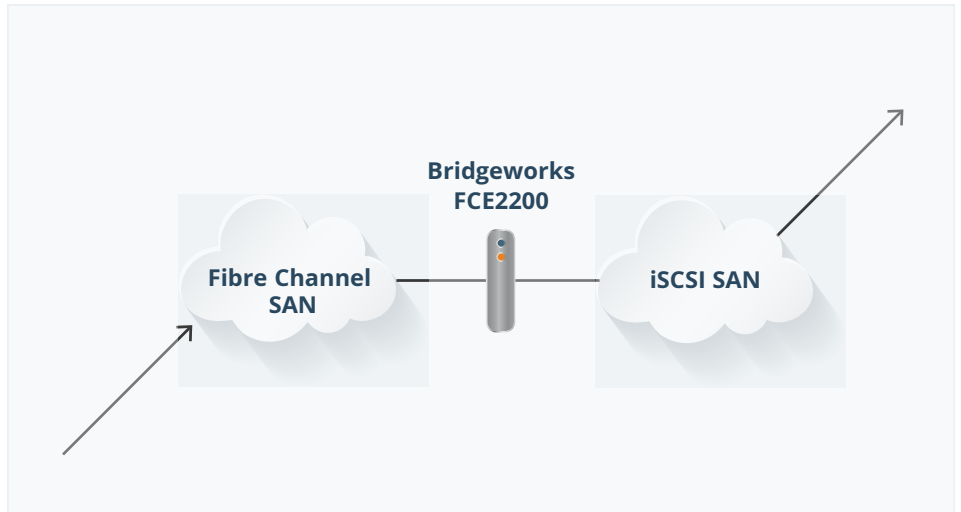 Bridgeworks
FCE2200
Fibre Channel
SAN
iSCSI SAN